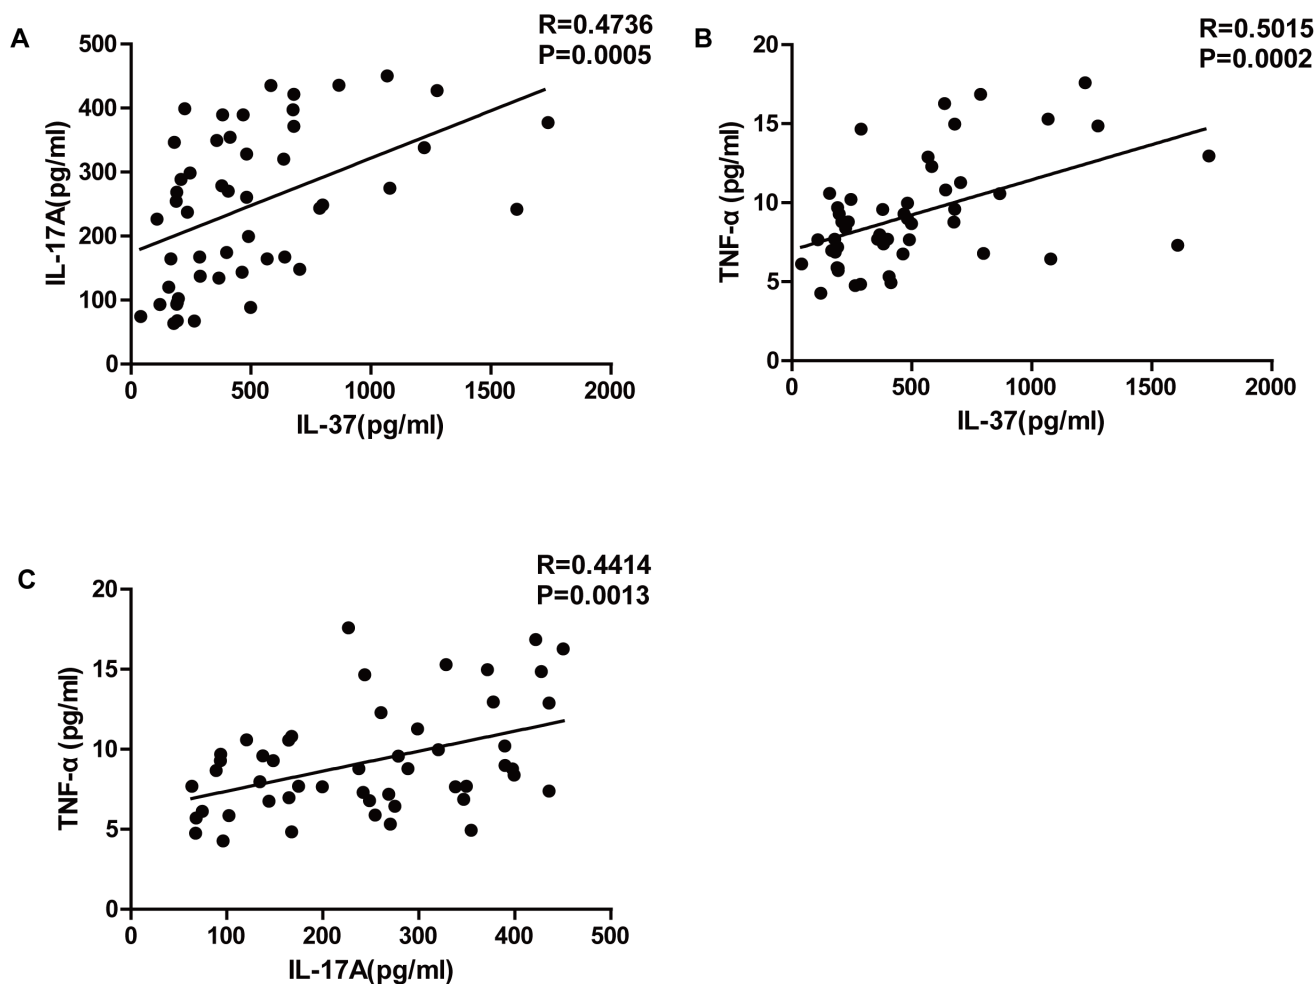 A
R=0.4736
P=0.0005
500
400
300
200
100
0
IL-17A(pg/ml)
0 500 1000 1500 2000
IL-37(pg/ml)
B
R=0.5015
P=0.0002
20
15
10
5
0
TNF-α (pg/ml)
0 500 1000 1500 2000
IL-37(pg/ml)
C
R=0.4414
P=0.0013
20
15
10
5
0
TNF-α (pg/ml)
0 100 200 300 400 500
IL-17A(pg/ml)